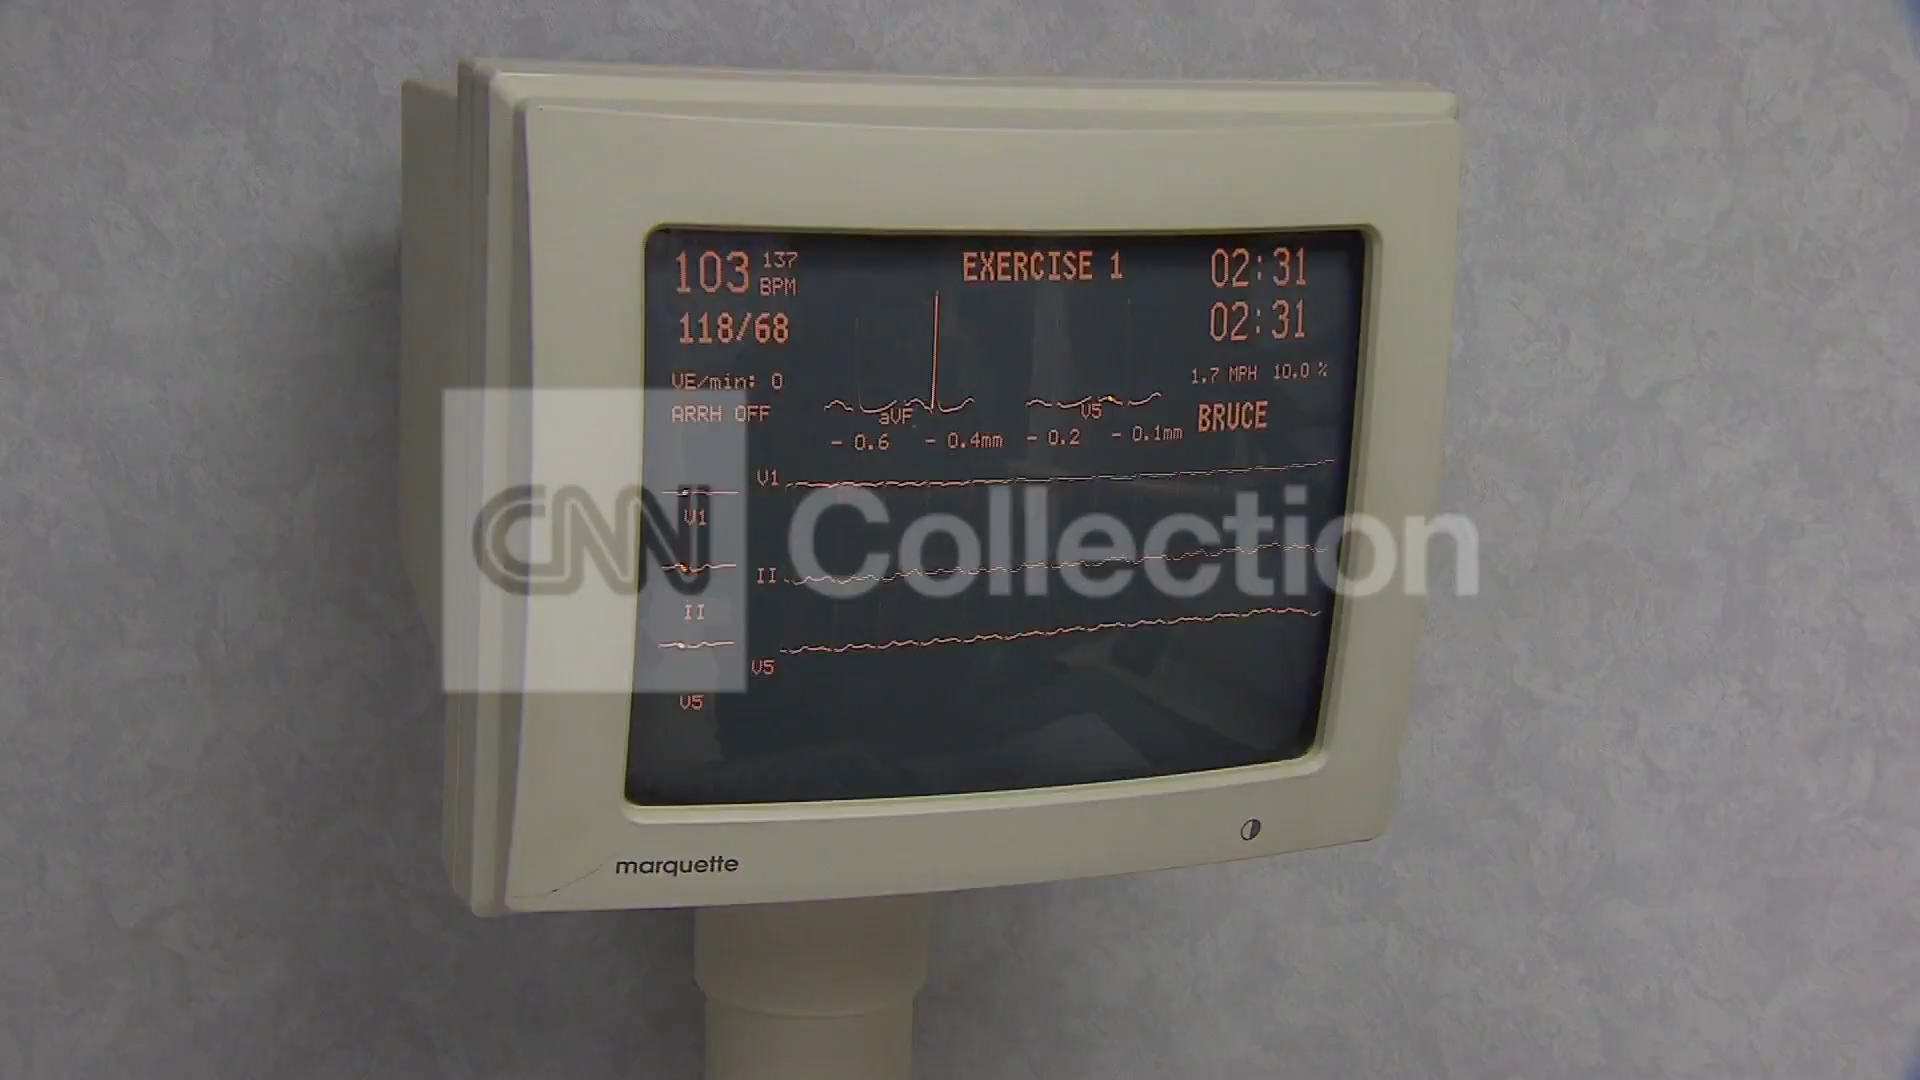 103 137 BPM
EXERCISE 1
02:31
118/68
02:31
VE/min: 0
1.7 MPH 10.0 %
ARRH OFF
aVF
V5
BRUCE
- 0.6 - 0.4mm
- 0.2 - 0.1mm
V1
V1
II
II
V5
V5
CNN Collection
marquette